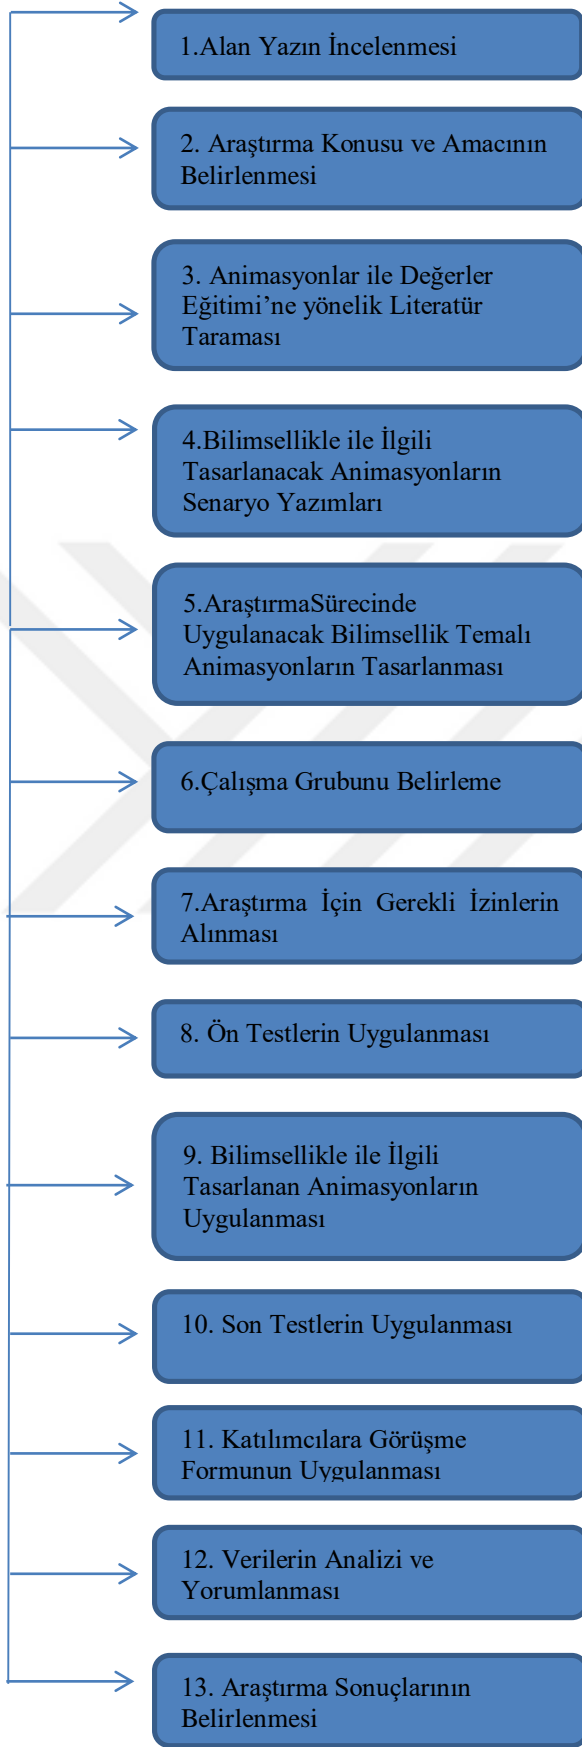 1.Alan Yazın İncelenmesi
2. Araştırma Konusu ve Amacının
Belirlenmesi
3. Animasyonlar ile Değerler
Eğitimi’ne yönelik Literatür
Taraması
4.Bilimsellikle ile İlgili
Tasarlanacak Animasyonların
Senaryo Yazımları
5.AraştırmaSürecinde
Uygulanacak Bilimsellik Temalı
Animasyonların Tasarlanması
6.Çalışma Grubunu Belirleme
7.Araştırma İçin Gerekli İzinlerin
Alınması
8. Ön Testlerin Uygulanması
9. Bilimsellikle ile İlgili
Tasarlanan Animasyonların
Uygulanması
10. Son Testlerin Uygulanması
11. Katılımcılara Görüşme
Formunun Uygulanması
12. Verilerin Analizi ve
Yorumlanması
13. Araştırma Sonuçlarının
Belirlenmesi